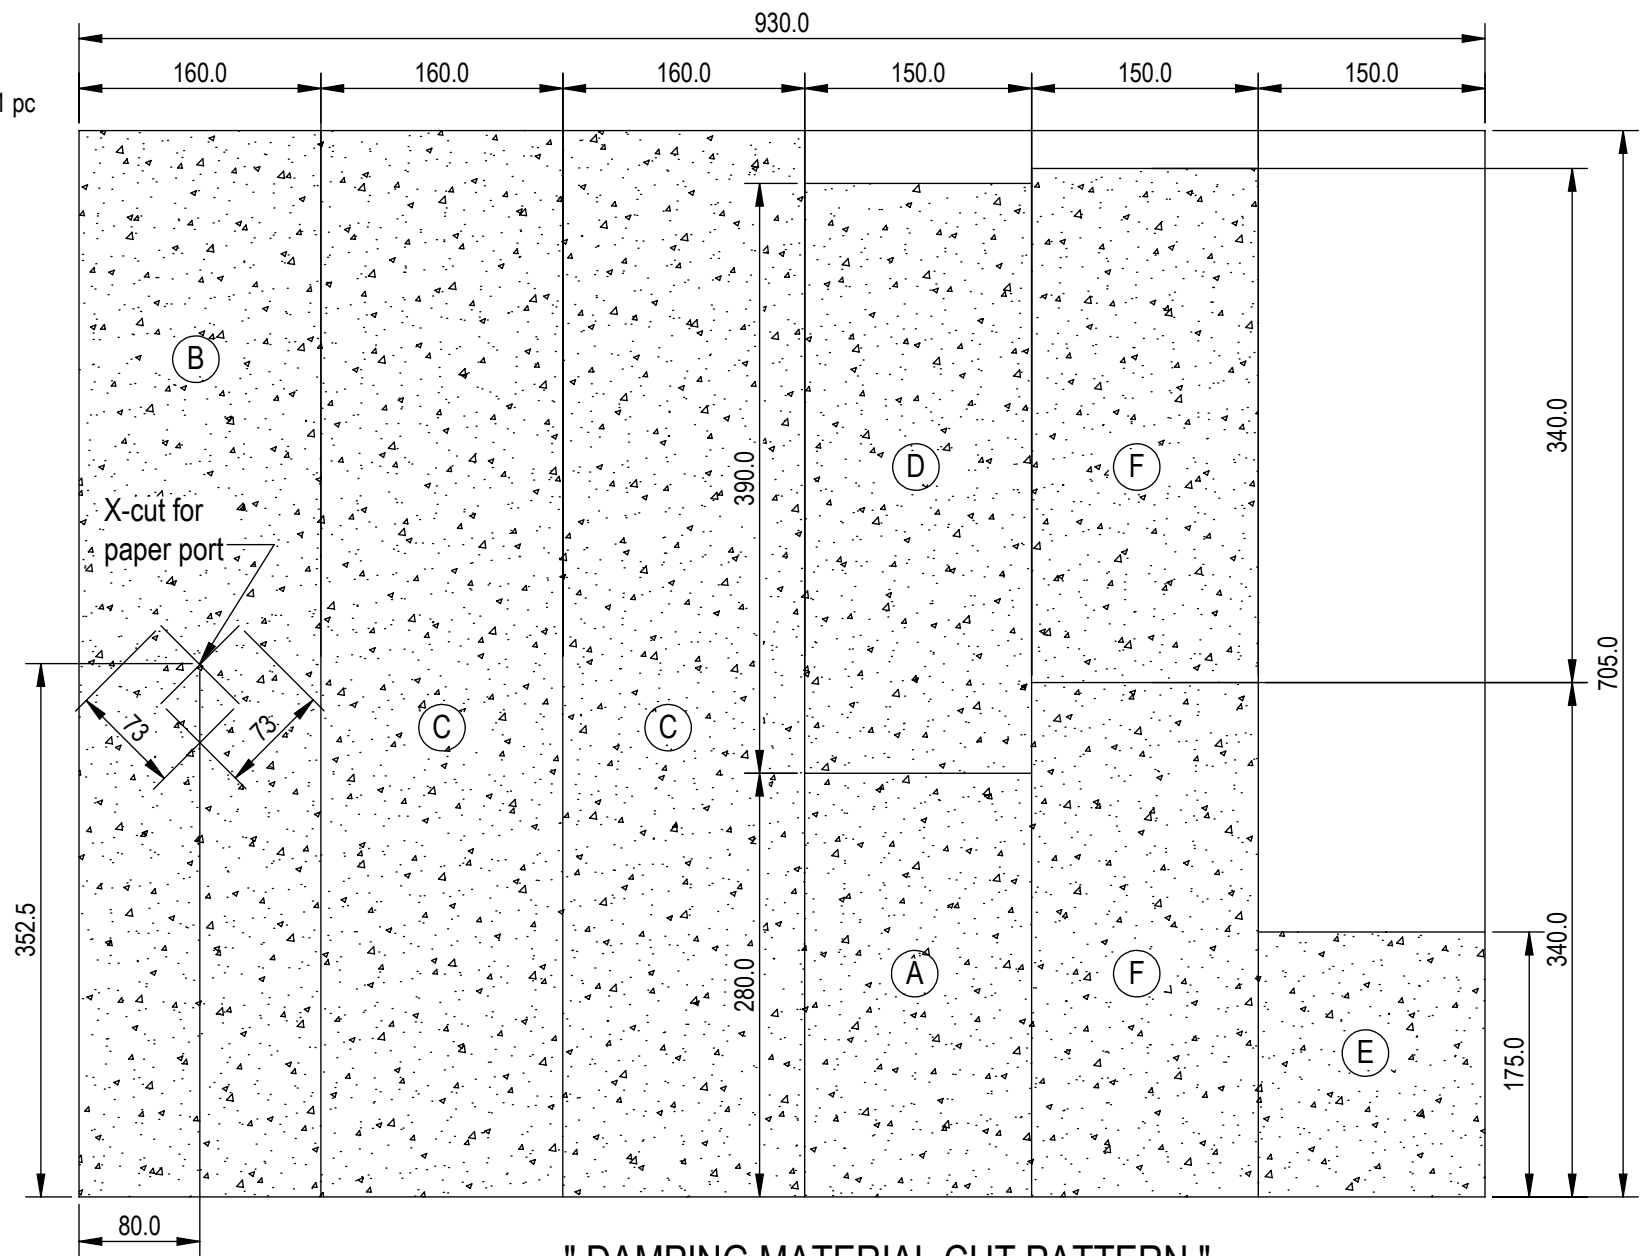 930.0
160.0 160.0 160.0 150.0 150.0 150.0
1 pc
B
X-cut for
paper port
73 73
352.5
80.0
C C
390.0
280.0
D F
A F
E
340.0
340.0
175.0
705.0
" DAMPING MATERIAL CUT PATTERN "